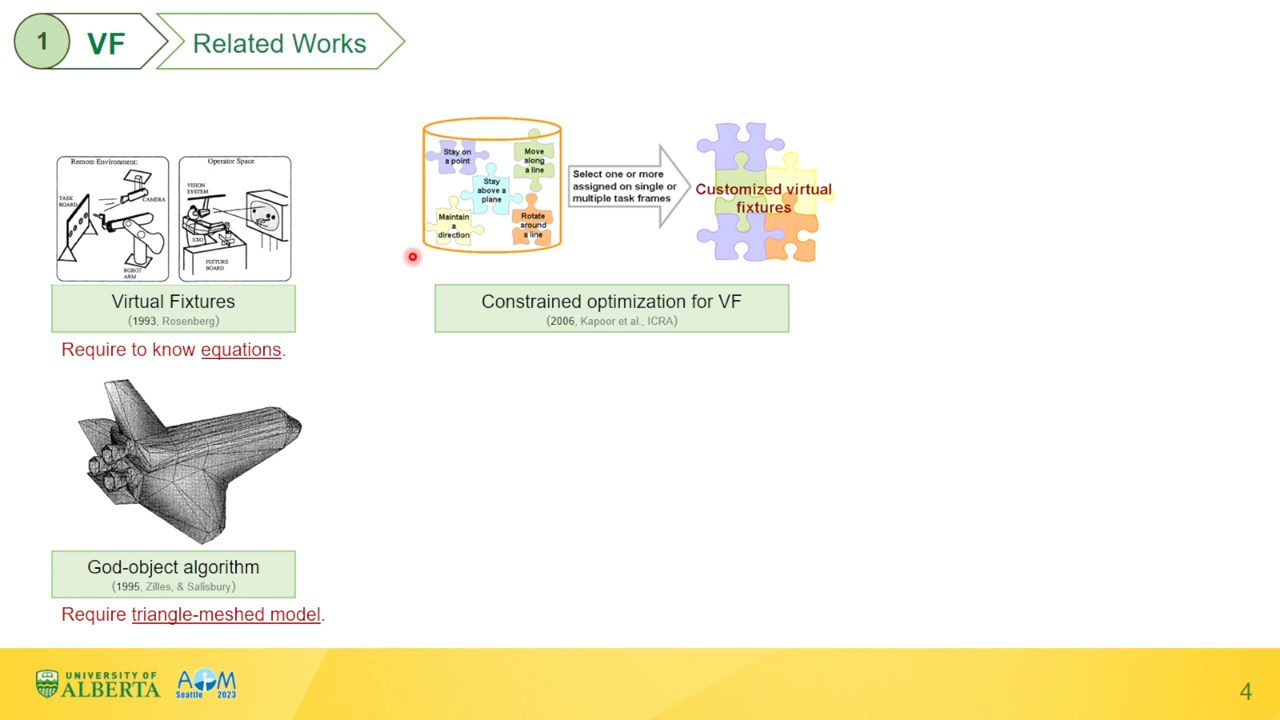 1
VF
Related Works
Remote Environment:
TASK
BOARD
CAMERA
ROBOT
ARM
Operator Space
VISION
SYSTEM
EXO
FIXTURE
BOARD
Virtual Fixtures
(1993, Rosenberg)
Require to know equations.
Stay on
a point
Move
along
a line
Stay
above a
plane
Maintain
a
direction
Rotate
around
a line
Select one or more
assigned on single or
multiple task frames
Customized virtual
fixtures
Constrained optimization for VF
(2006, Kapoor et al., ICRA)
God-object algorithm
(1995, Zilles, & Salisbury)
Require triangle-meshed model.
UNIVERSITY OF
ALBERTA
AIM
Seattle 2023
4